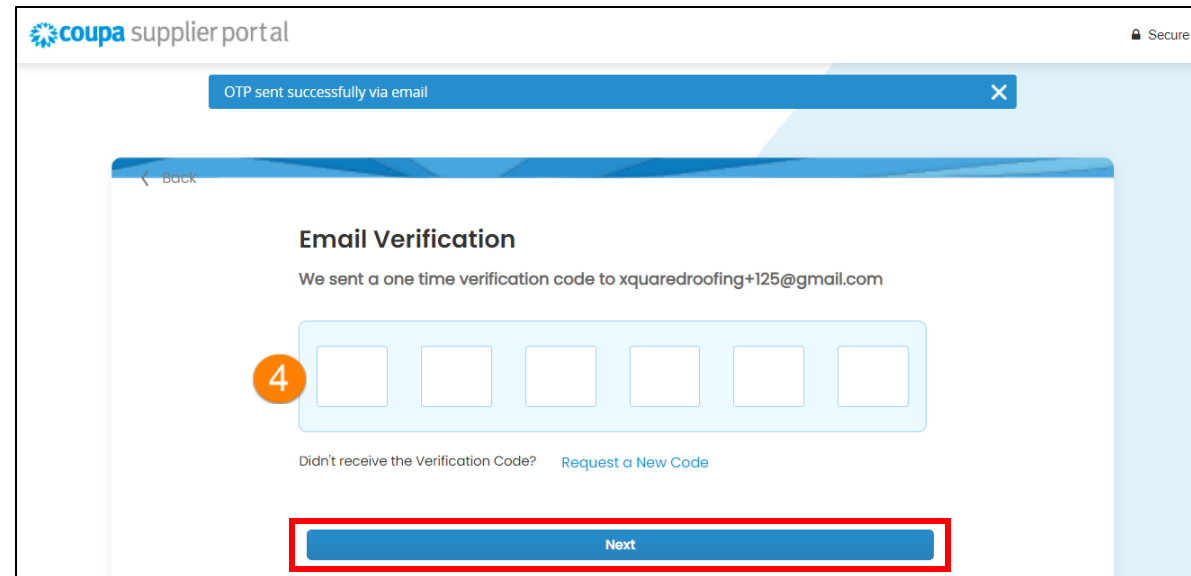 coupa supplier portal
Secure
OTP sent successfully via email
Back
Email Verification
We sent a one time verification code to xquaredroofing+125@gmail.com
4
Didn't receive the Verification Code? Request a New Code
Next